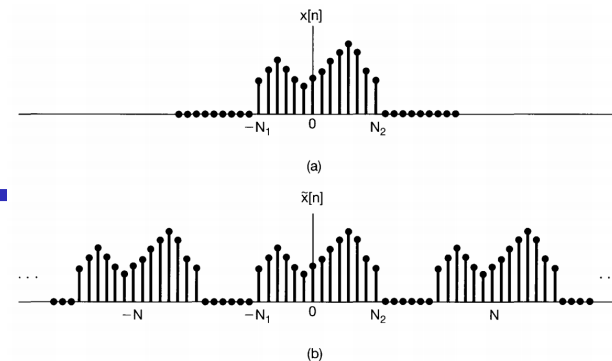 x[n]
−N₁ 0 N₂
(a)
x̃[n]
... ...
−N −N₁ 0 N₂ N
(b)